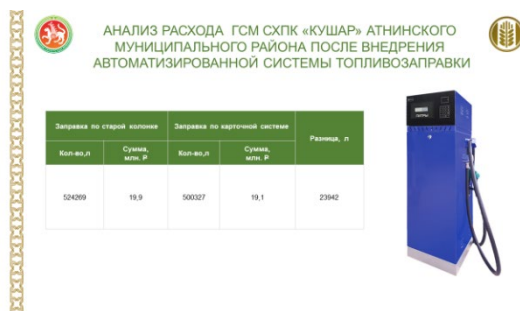 АНАЛИЗ РАСХОДА ГСМ СХПК «КУШАР» АТНИНСКОГО
МУНИЦИПАЛЬНОГО РАЙОНА ПОСЛЕ ВНЕДРЕНИЯ
АВТОМАТИЗИРОВАННОЙ СИСТЕМЫ ТОПЛИВОЗАПРАВКИ
Заправка по старой колонке Заправка по карточной системе Разница, л
Кол-во,л Сумма, млн. ₽ Кол-во,л Сумма, млн. ₽
524269 19,9 500327 19,1 23942